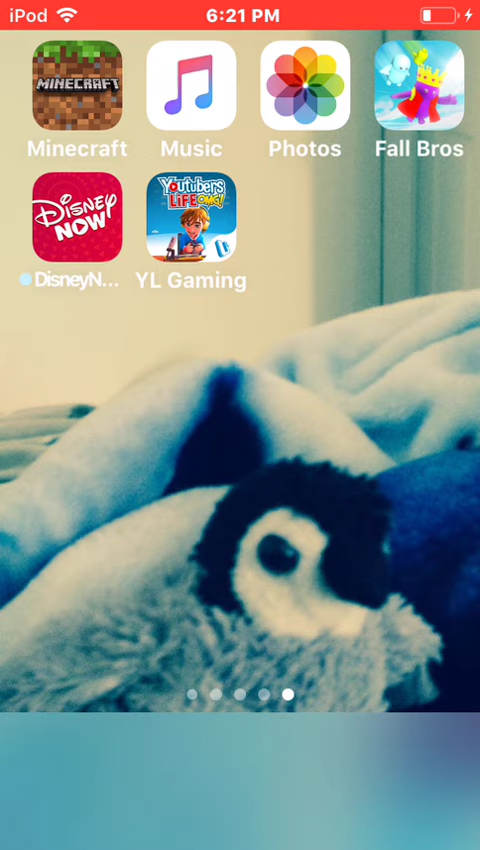 iPod 6:21 PM
MINECRAFT
Minecraft Music Photos Fall Bros
Disney
NOW
Youtubers
LiFE OMG!
DisneyN... YL Gaming